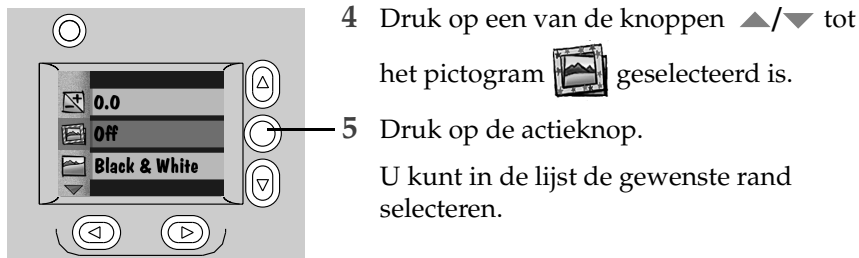 0.0
Off
Black & White
4 Druk op een van de knoppen ▲/▼ tot
het pictogram geselecteerd is.
5 Druk op de actieknop.
U kunt in de lijst de gewenste rand
selecteren.